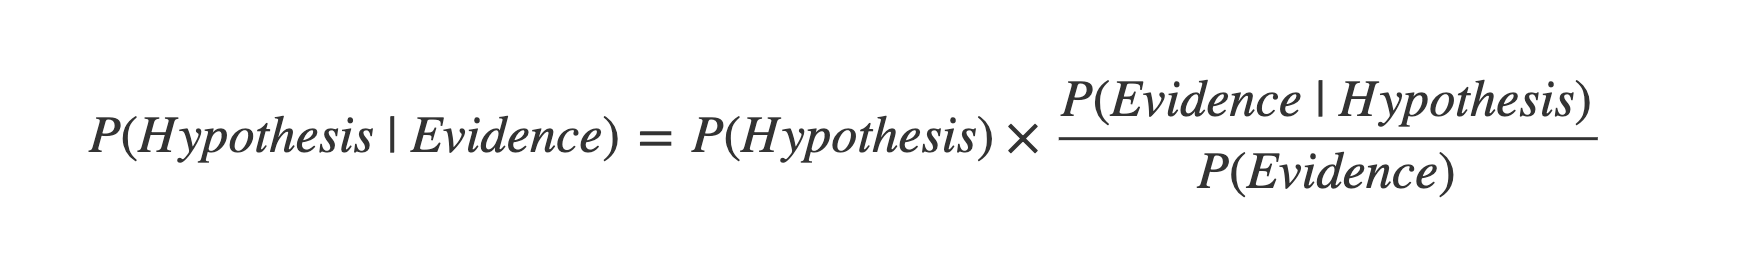 P(Hypothesis | Evidence) = P(Hypothesis) × P(Evidence | Hypothesis)
P(Evidence)